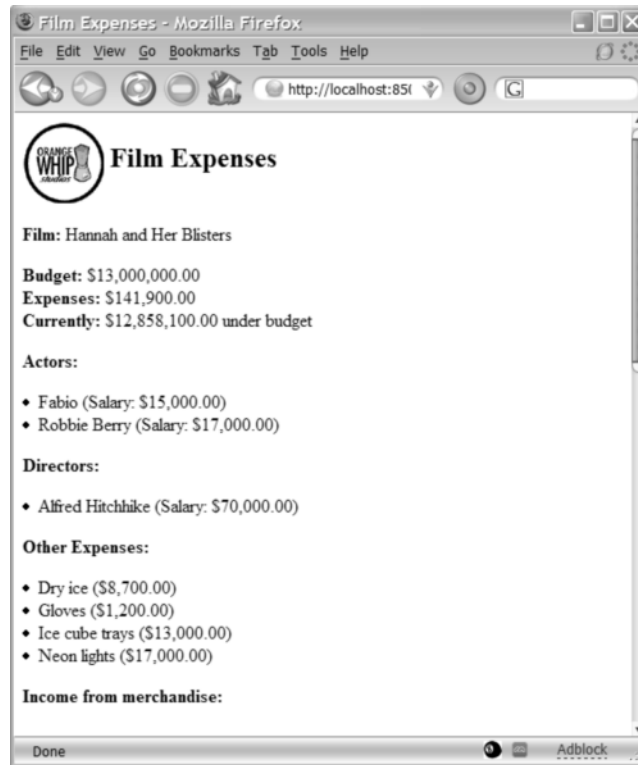 Film Expenses - Mozilla Firefox
File Edit View Go Bookmarks Tab Tools Help
http://localhost:850
G
ORANGE
WHIP
studios
Film Expenses
Film: Hannah and Her Blisters
Budget: $13,000,000.00
Expenses: $141,900.00
Currently: $12,858,100.00 under budget
Actors:
• Fabio (Salary: $15,000.00)
• Robbie Berry (Salary: $17,000.00)
Directors:
• Alfred Hitchhike (Salary: $70,000.00)
Other Expenses:
• Dry ice ($8,700.00)
• Gloves ($1,200.00)
• Ice cube trays ($13,000.00)
• Neon lights ($17,000.00)
Income from merchandise:
Done Adblock